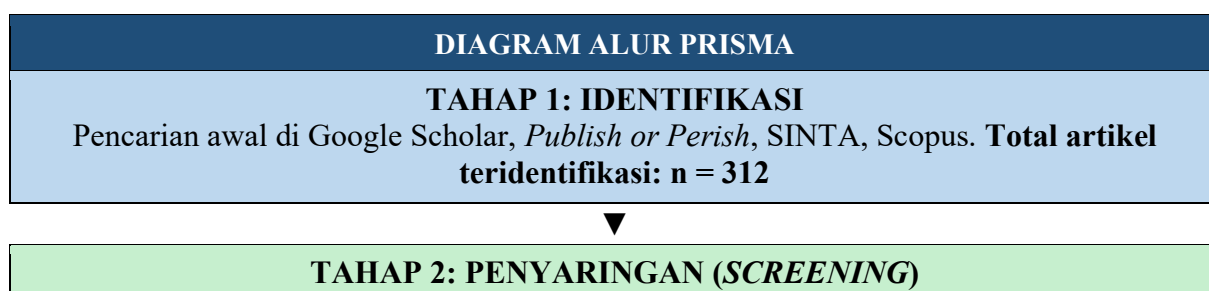 DIAGRAM ALUR PRISMA
TAHAP 1: IDENTIFIKASI
Pencarian awal di Google Scholar, Publish or Perish, SINTA, Scopus. Total artikel
teridentifikasi: n = 312
▼
TAHAP 2: PENYARINGAN (SCREENING)